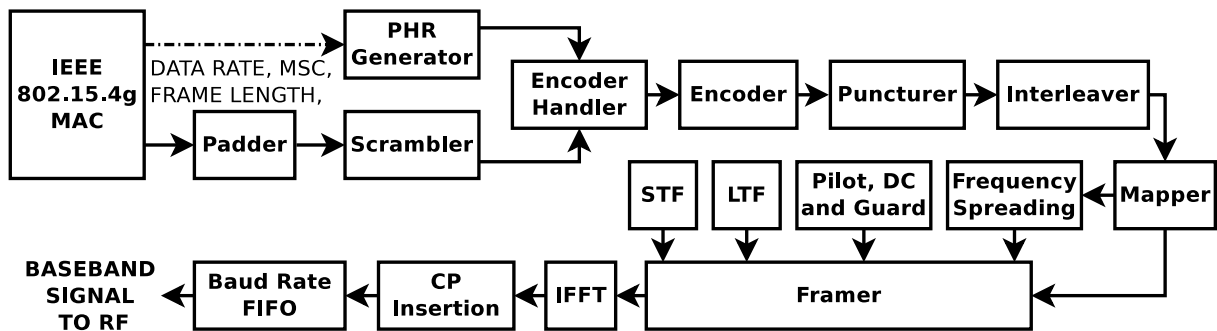 IEEE
802.15.4g
MAC
DATA RATE, MSC,
FRAME LENGTH,
PHR
Generator
Padder
Scrambler
Encoder
Handler
Encoder
Puncturer
Interleaver
STF
LTF
Pilot, DC
and Guard
Frequency
Spreading
Mapper
BASEBAND
SIGNAL
TO RF
Baud Rate
FIFO
CP
Insertion
IFFT
Framer